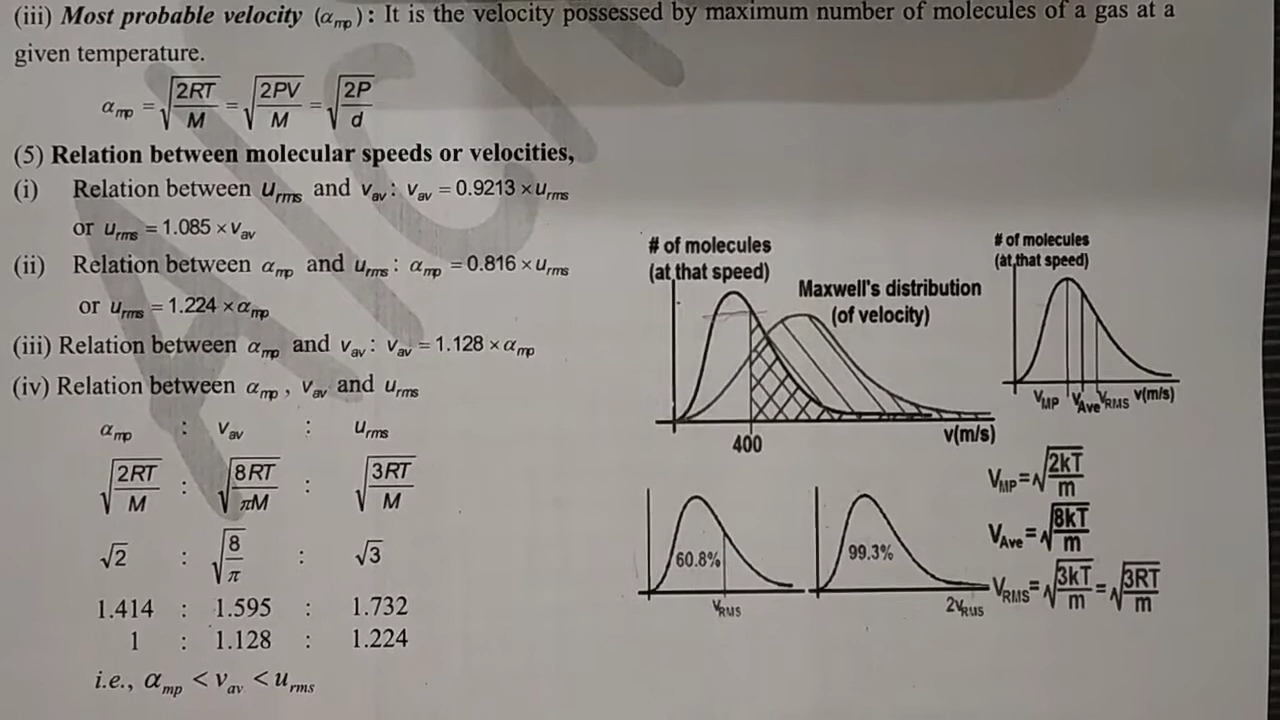 (iii) Most probable velocity (α_mp) : It is the velocity possessed by maximum number of molecules of a gas at a
given temperature.
α_mp = √(2RT/M) = √(2PV/M) = √(2P/d)
(5) Relation between molecular speeds or velocities,
(i) Relation between u_rms and v_av : v_av = 0.9213 × u_rms
or u_rms = 1.085 × v_av
(ii) Relation between α_mp and u_rms : α_mp = 0.816 × u_rms
or u_rms = 1.224 × α_mp
(iii) Relation between α_mp and v_av : v_av = 1.128 × α_mp
(iv) Relation between α_mp , v_av and u_rms
α_mp : v_av : u_rms
√(2RT/M) : √(8RT/πM) : √(3RT/M)
√2 : √(8/π) : √3
1.414 : 1.595 : 1.732
1 : 1.128 : 1.224
i.e., α_mp < v_av < u_rms
# of molecules
(at that speed)
Maxwell's distribution
(of velocity)
400
v(m/s)
# of molecules
(at that speed)
V_MP V_Ave V_RMS v(m/s)
60.8%
V_RMS
99.3%
2V_RMS
V_MP = √(2kT/m)
V_Ave = √(8kT/m)
V_RMS = √(3kT/m) = √(3RT/m)